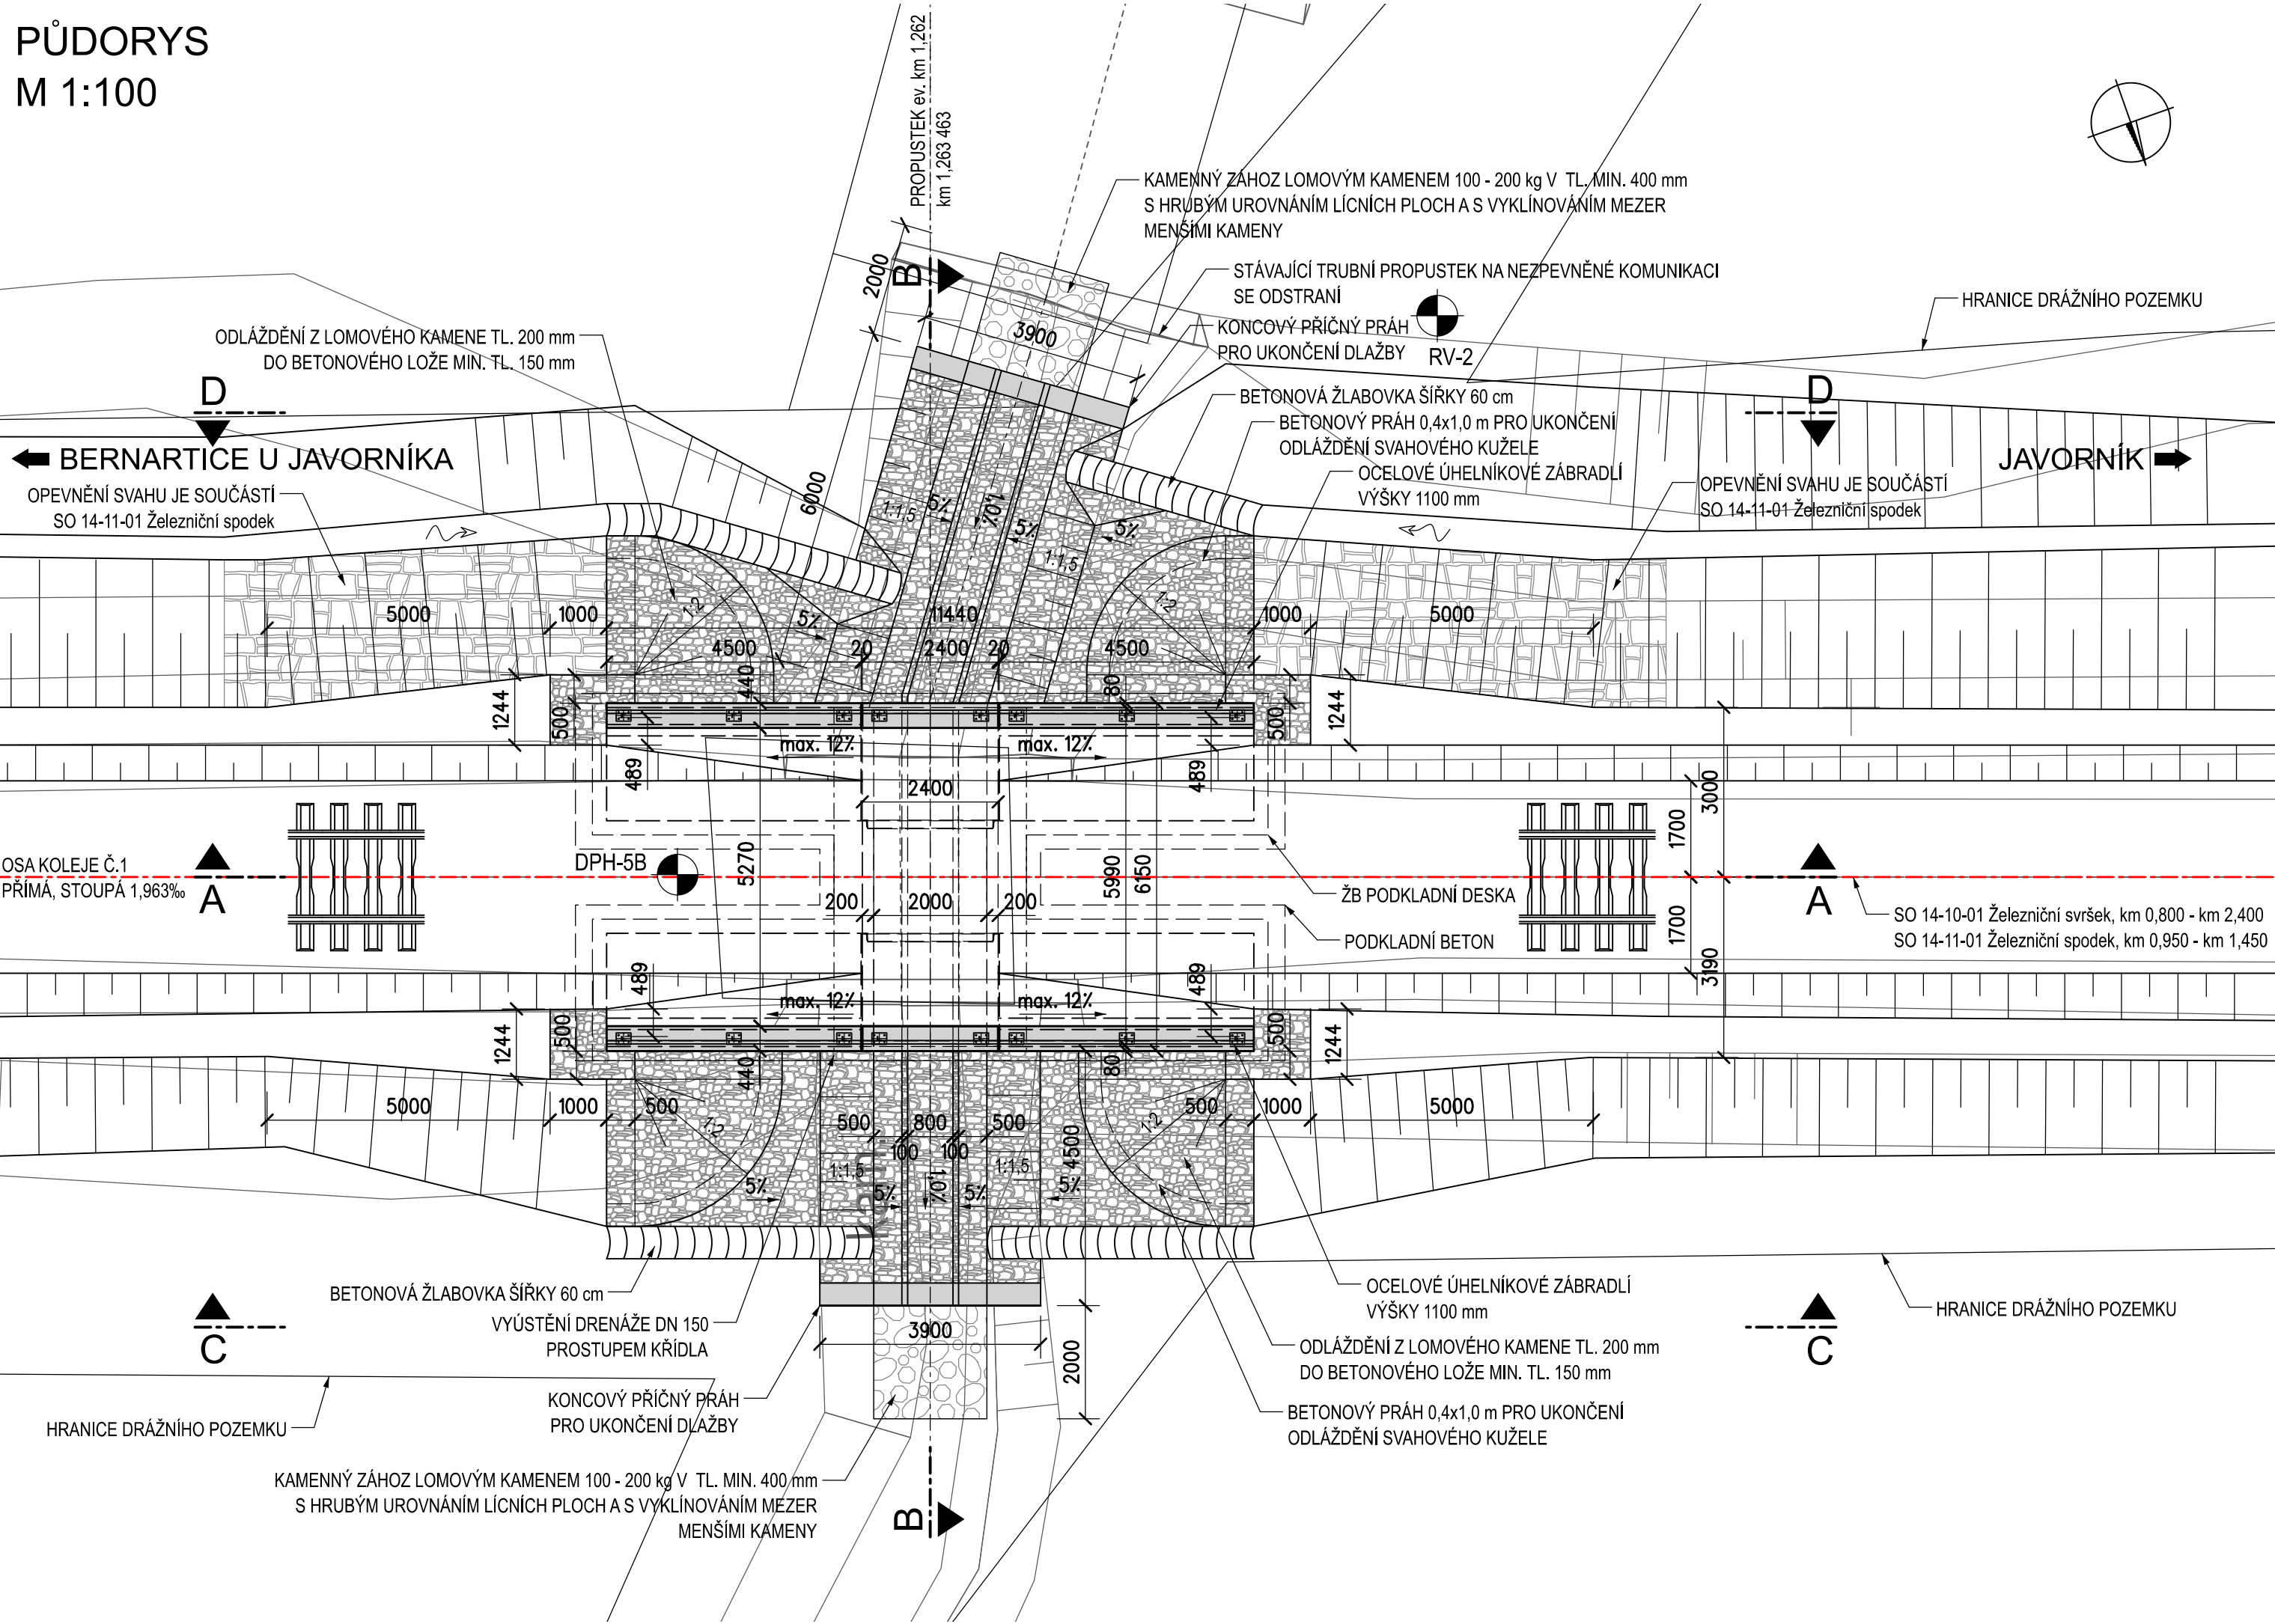 PŮDORYS
M 1:100
PROPUSTEK ev. km 1,262
km 1,263 463
KAMENNÝ ZÁHOZ LOMOVÝM KAMENEM 100 - 200 kg V TL. MIN. 400 mm
S HRUBÝM UROVNÁNÍM LÍCNÍCH PLOCH A S VYKLÍNOVÁNÍM MEZER
MENŠÍMI KAMENY
2000
B
STÁVAJÍCÍ TRUBNÍ PROPUSTEK NA NEZPEVNĚNÉ KOMUNIKACI
SE ODSTRANÍ
HRANICE DRÁŽNÍHO POZEMKU
3900
KONCOVÝ PŘÍČNÝ PRÁH
PRO UKONČENÍ DLAŽBY
RV-2
ODLÁŽDĚNÍ Z LOMOVÉHO KAMENE TL. 200 mm
DO BETONOVÉHO LOŽE MIN. TL. 150 mm
D
D
BETONOVÁ ŽLABOVKA ŠÍŘKY 60 cm
BETONOVÝ PRÁH 0,4x1,0 m PRO UKONČENÍ
ODLÁŽDĚNÍ SVAHOVÉHO KUŽELE
BERNARTICE U JAVORNÍKA
JAVORNÍK
OCELOVÉ ÚHELNÍKOVÉ ZÁBRADLÍ
VÝŠKY 1100 mm
OPEVNĚNÍ SVAHU JE SOUČÁSTÍ
SO 14-11-01 Železniční spodek
OPEVNĚNÍ SVAHU JE SOUČÁSTÍ
SO 14-11-01 Železniční spodek
6000
1:1,5
5%
1,0%
5%
1:1,5
5%
5000
1000
1:2
5%
11440
1:2
1000
5000
4500
20
2400
20
4500
440
80
1244
500
500
1244
max. 12%
max. 12%
489
489
2400
3000
1700
OSA KOLEJE Č.1
PŘÍMÁ, STOUPÁ 1,963‰
A
DPH-5B
5270
5990
6150
ŽB PODKLADNÍ DESKA
A
200
2000
200
SO 14-10-01 Železniční svršek, km 0,800 - km 2,400
SO 14-11-01 Železniční spodek, km 0,950 - km 1,450
PODKLADNÍ BETON
1700
3190
489
489
max. 12%
max. 12%
1244
500
500
1244
440
80
5000
1000
500
1:2
500
800
500
100
100
4500
1:2
500
1000
5000
1:1,5
1:1,5
5%
5%
1,0%
5%
5%
BETONOVÁ ŽLABOVKA ŠÍŘKY 60 cm
VYÚSTĚNÍ DRENÁŽE DN 150
PROSTUPEM KŘÍDLA
C
3900
2000
OCELOVÉ ÚHELNÍKOVÉ ZÁBRADLÍ
VÝŠKY 1100 mm
HRANICE DRÁŽNÍHO POZEMKU
C
ODLÁŽDĚNÍ Z LOMOVÉHO KAMENE TL. 200 mm
DO BETONOVÉHO LOŽE MIN. TL. 150 mm
KONCOVÝ PŘÍČNÝ PRÁH
PRO UKONČENÍ DLAŽBY
HRANICE DRÁŽNÍHO POZEMKU
BETONOVÝ PRÁH 0,4x1,0 m PRO UKONČENÍ
ODLÁŽDĚNÍ SVAHOVÉHO KUŽELE
KAMENNÝ ZÁHOZ LOMOVÝM KAMENEM 100 - 200 kg V TL. MIN. 400 mm
S HRUBÝM UROVNÁNÍM LÍCNÍCH PLOCH A S VYKLÍNOVÁNÍM MEZER
MENŠÍMI KAMENY
B